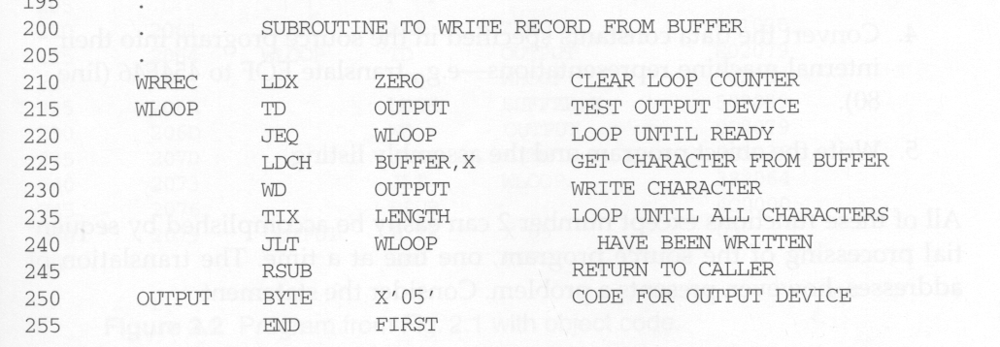 195 .
200 . SUBROUTINE TO WRITE RECORD FROM BUFFER
205 .
210 WRREC LDX ZERO CLEAR LOOP COUNTER
215 WLOOP TD OUTPUT TEST OUTPUT DEVICE
220 JEQ WLOOP LOOP UNTIL READY
225 LDCH BUFFER,X GET CHARACTER FROM BUFFER
230 WD OUTPUT WRITE CHARACTER
235 TIX LENGTH LOOP UNTIL ALL CHARACTERS
240 JLT WLOOP HAVE BEEN WRITTEN
245 RSUB RETURN TO CALLER
250 OUTPUT BYTE X'05' CODE FOR OUTPUT DEVICE
255 END FIRST